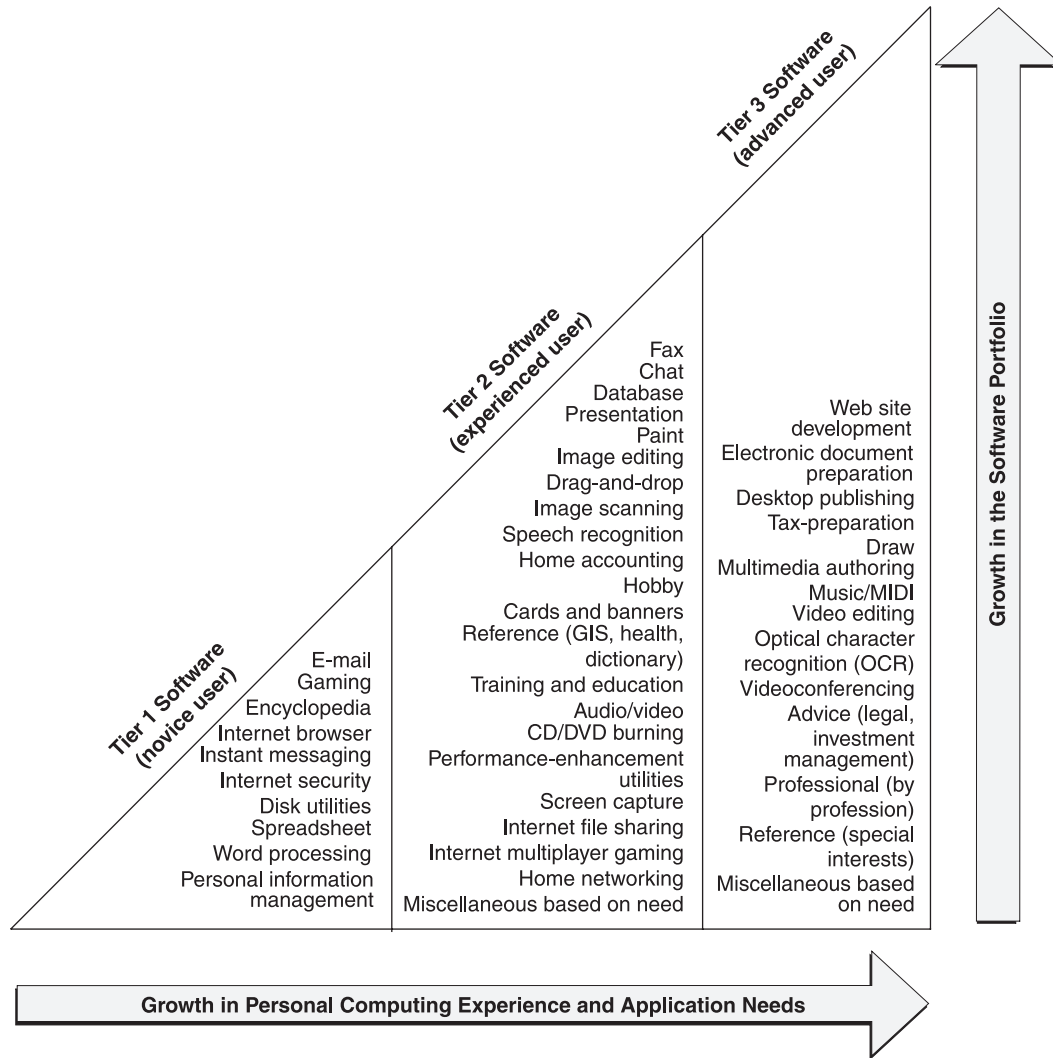 Tier 1 Software
(novice user)
E-mail
Gaming
Encyclopedia
Internet browser
Instant messaging
Internet security
Disk utilities
Spreadsheet
Word processing
Personal information
management
Tier 2 Software
(experienced user)
Fax
Chat
Database
Presentation
Paint
Image editing
Drag-and-drop
Image scanning
Speech recognition
Home accounting
Hobby
Cards and banners
Reference (GIS, health,
dictionary)
Training and education
Audio/video
CD/DVD burning
Performance-enhancement
utilities
Screen capture
Internet file sharing
Internet multiplayer gaming
Home networking
Miscellaneous based on need
Tier 3 Software
(advanced user)
Web site
development
Electronic document
preparation
Desktop publishing
Tax-preparation
Draw
Multimedia authoring
Music/MIDI
Video editing
Optical character
recognition (OCR)
Videoconferencing
Advice (legal,
investment
management)
Professional (by
profession)
Reference (special
interests)
Miscellaneous based
on need
Growth in the Software Portfolio
Growth in Personal Computing Experience and Application Needs